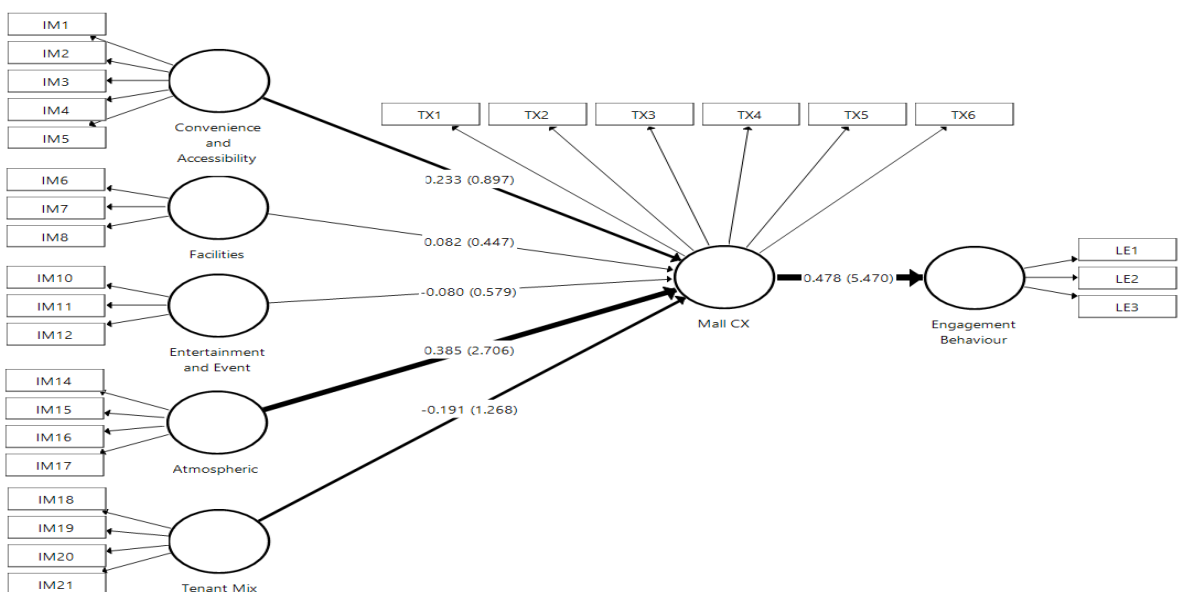 IM1
IM2
IM3
IM4
IM5
Convenience
and
Accessibility
IM6
IM7
IM8
Facilities
IM10
IM11
IM12
Entertainment
and Event
IM14
IM15
IM16
IM17
Atmospheric
IM18
IM19
IM20
IM21
Tenant Mix
TX1
TX2
TX3
TX4
TX5
TX6
0.233 (0.897)
0.082 (0.447)
-0.080 (0.579)
0.385 (2.706)
-0.191 (1.268)
Mall CX
0.478 (5.470)
Engagement
Behaviour
LE1
LE2
LE3